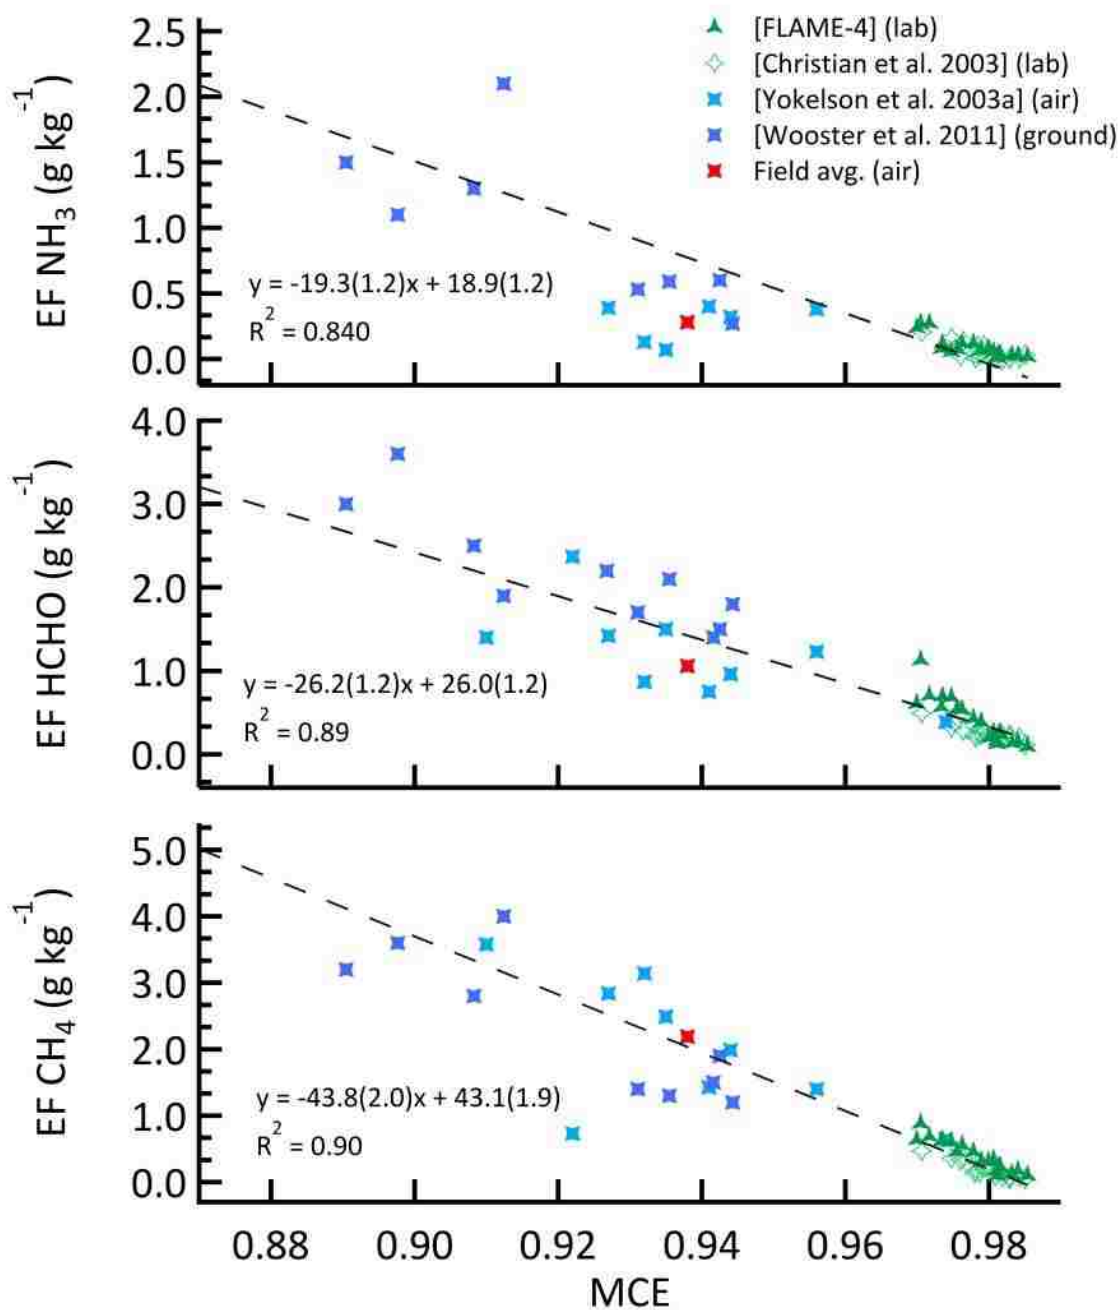 [FLAME-4] (lab)
[Christian et al. 2003] (lab)
[Yokelson et al. 2003a] (air)
[Wooster et al. 2011] (ground)
Field avg. (air)
EF NH₃ (g kg⁻¹)
2.5
2.0
1.5
1.0
0.5
0.0
y = -19.3(1.2)x + 18.9(1.2)
R² = 0.840
EF HCHO (g kg⁻¹)
4.0
3.0
2.0
1.0
0.0
y = -26.2(1.2)x + 26.0(1.2)
R² = 0.89
EF CH₄ (g kg⁻¹)
5.0
4.0
3.0
2.0
1.0
0.0
y = -43.8(2.0)x + 43.1(1.9)
R² = 0.90
0.88 0.90 0.92 0.94 0.96 0.98
MCE